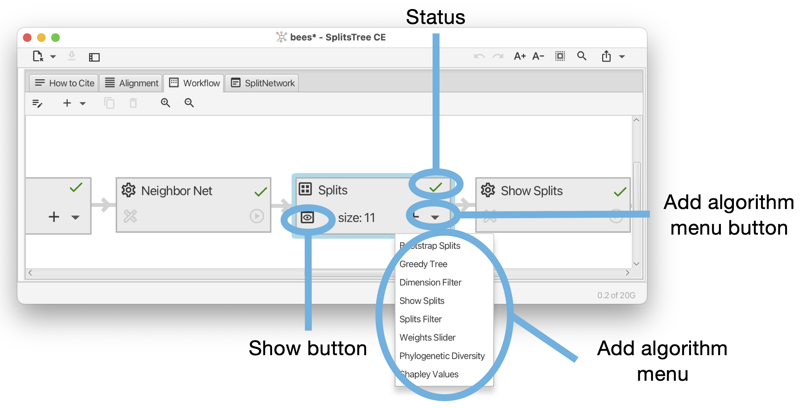 Status
bees* - SplitsTree CE
A+ A-
How to Cite
Alignment
Workflow
SplitNetwork
Neighbor Net
Splits
size: 11
Show Splits
Add algorithm
menu button
Bootstrap Splits
Greedy Tree
Dimension Filter
Show Splits
Splits Filter
Weights Slider
Phylogenetic Diversity
Shapley Values
0.2 of 20G
Show button
Add algorithm
menu